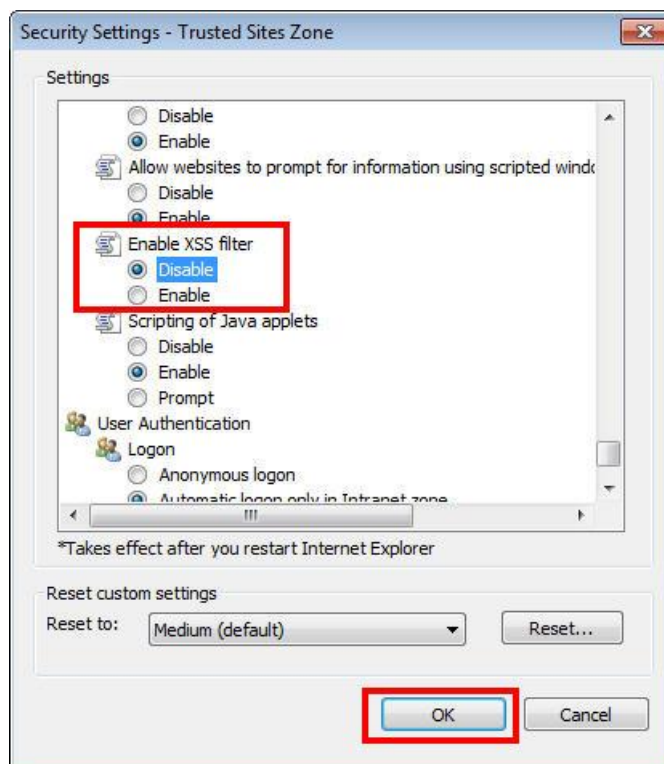 Security Settings - Trusted Sites Zone
Settings
Disable
Enable
Allow websites to prompt for information using scripted
Disable
Enable
Enable XSS filter
Disable
Enable
Scripting of Java applets
Disable
Enable
Prompt
User Authentication
Logon
Anonymous logon
Automatic logon only in Intranet zone
*Takes effect after you restart Internet Explorer
Reset custom settings
Reset to:
Medium (default)
Reset...
OK
Cancel